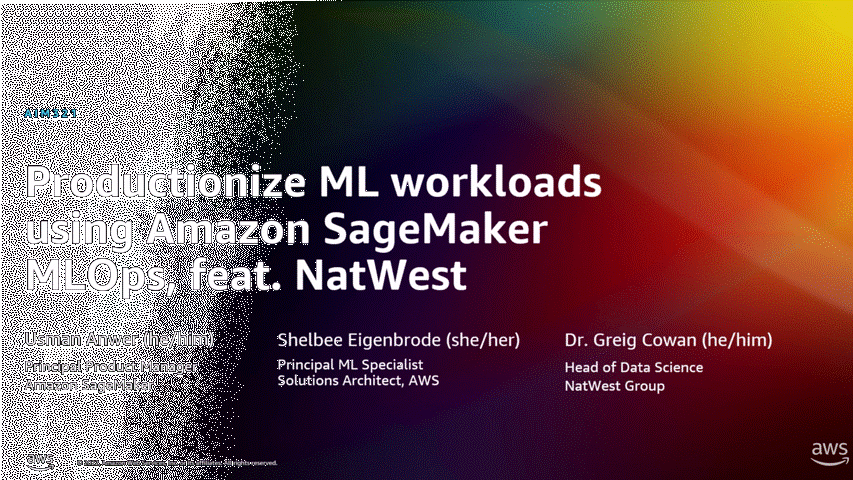 AIM321
Productionize ML workloads
using Amazon SageMaker
MLOps, feat. NatWest
Usman Anwer (he/him)
Shelbee Eigenbrode (she/her)
Dr. Greig Cowan (he/him)
Principal Product Manager
Amazon SageMaker
Principal ML Specialist
Solutions Architect, AWS
Head of Data Science
NatWest Group
aws
rights reserved.
aws